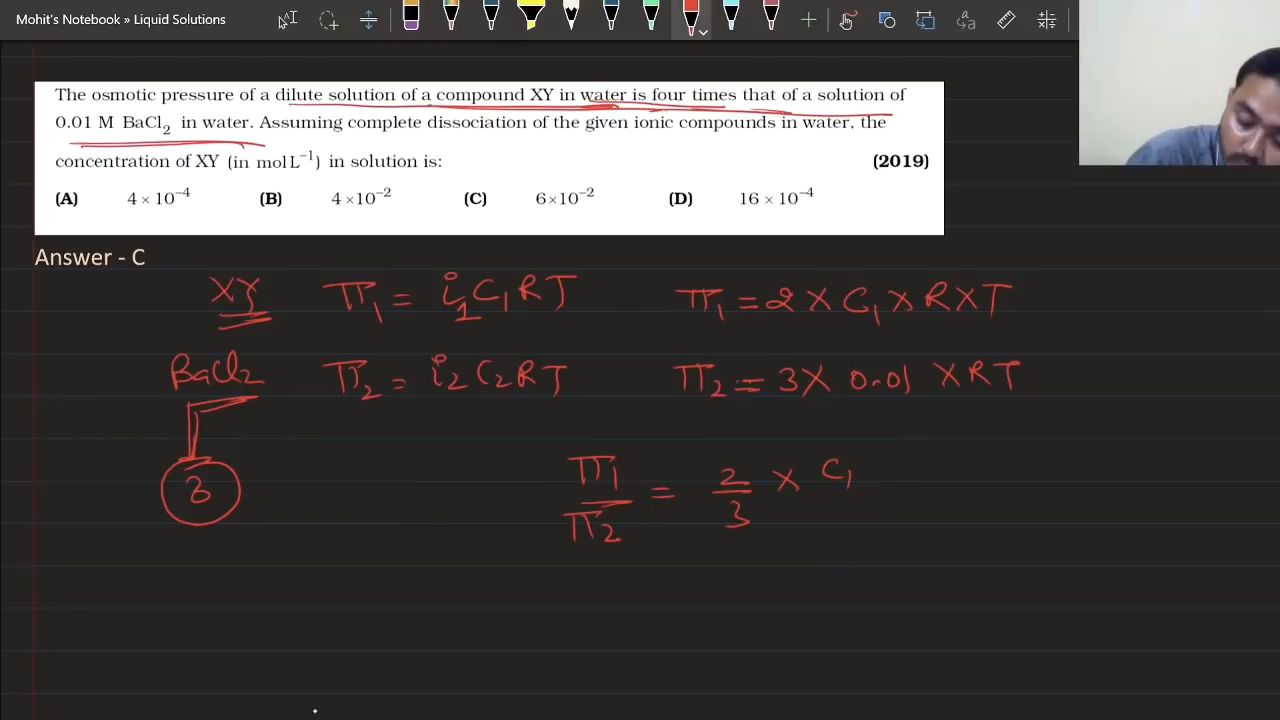 Mohit's Notebook » Liquid Solutions
The osmotic pressure of a dilute solution of a compound XY in water is four times that of a solution of
0.01 M BaCl₂ in water. Assuming complete dissociation of the given ionic compounds in water, the
concentration of XY (in mol L⁻¹) in solution is: (2019)
(A) 4 × 10⁻⁴ (B) 4×10⁻² (C) 6×10⁻² (D) 16 × 10⁻⁴
Answer - C
XY π₁ = i₁ C₁ R T π₁ = 2 × C₁ × R × T
BaCl₂ π₂ = i₂ C₂ R T π₂ = 3 × 0.01 × R T
3
π₁/π₂ = 2/3 × C₁